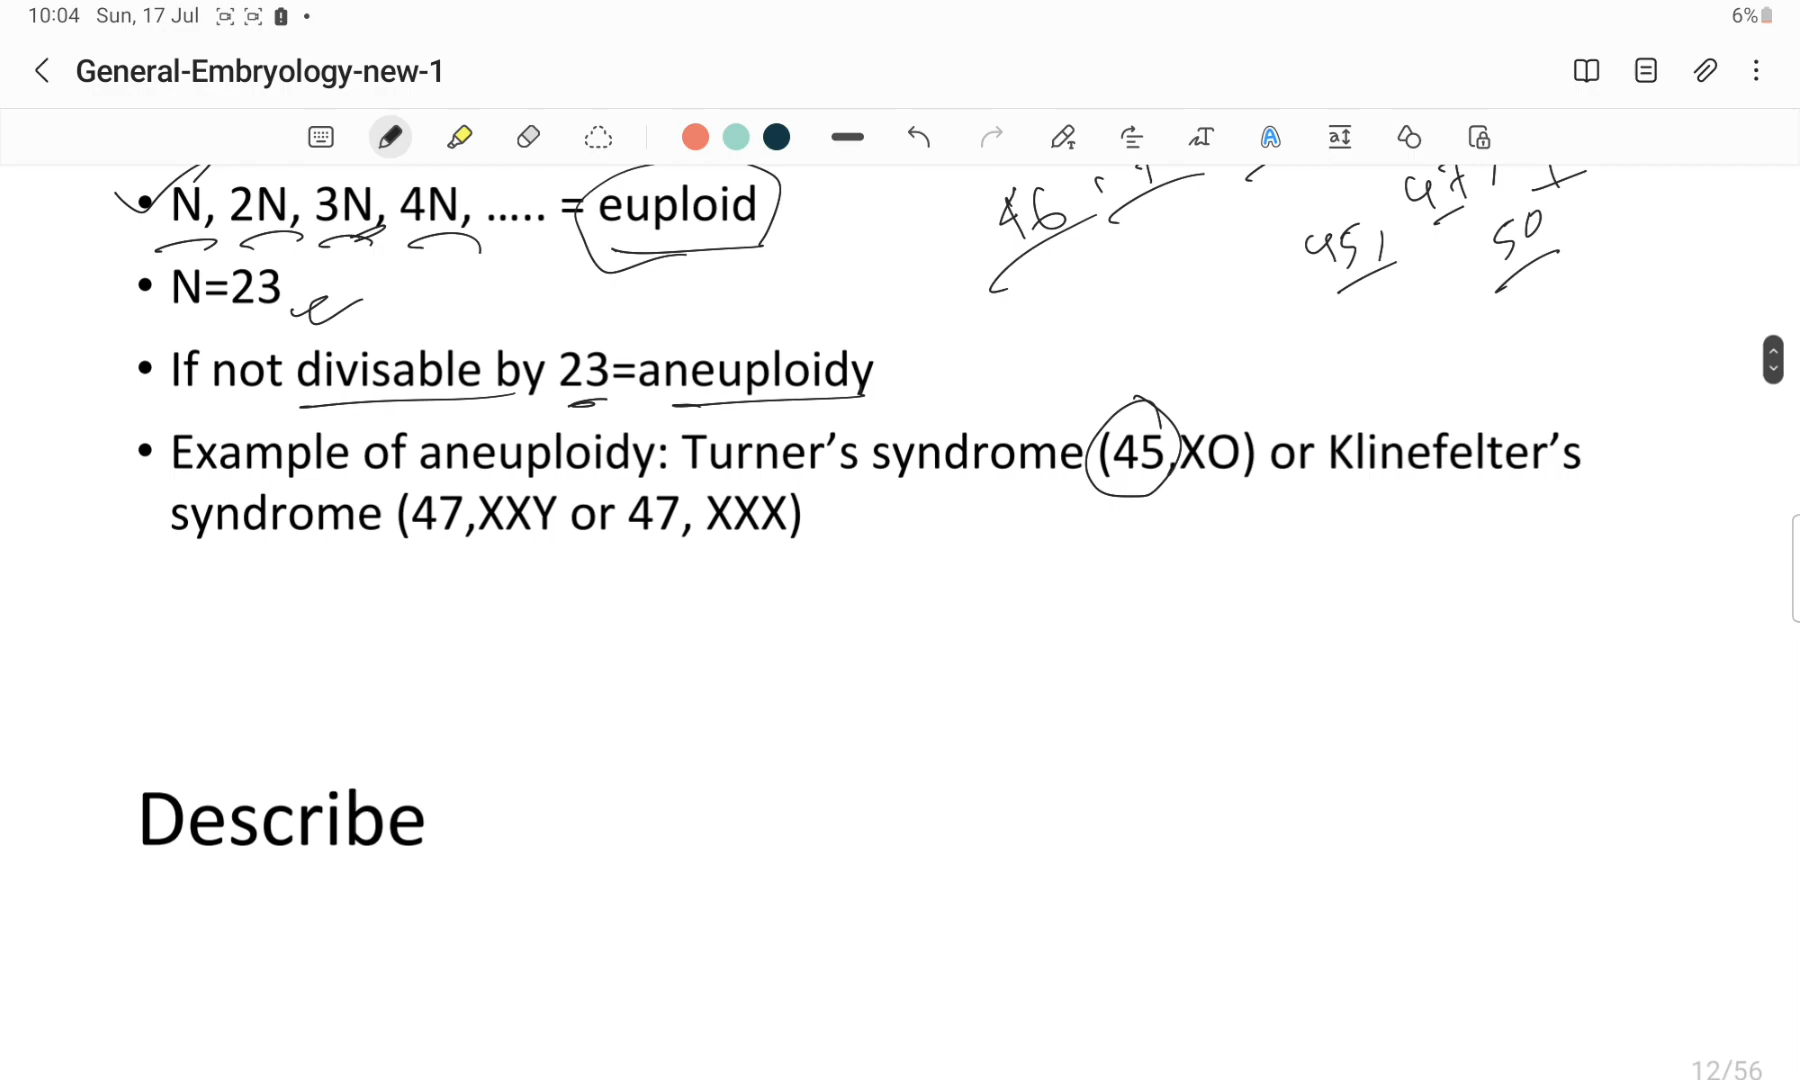 10:04 Sun, 17 Jul
6%
General-Embryology-new-1
• N, 2N, 3N, 4N, ..... = euploid
46
451
50
• N=23
• If not divisable by 23=aneuploidy
• Example of aneuploidy: Turner’s syndrome (45,XO) or Klinefelter’s
syndrome (47,XXY or 47, XXX)
Describe
12/56